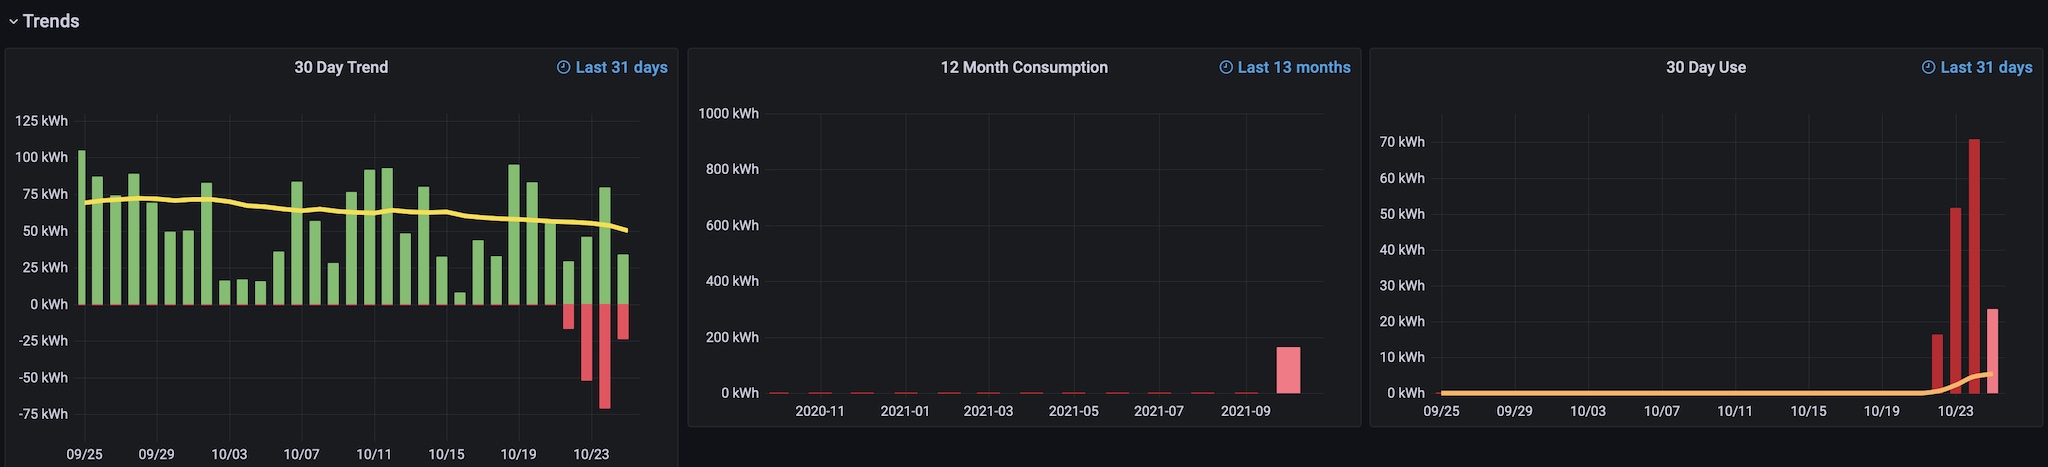 Trends
30 Day Trend
Last 31 days
125 kWh
100 kWh
75 kWh
50 kWh
25 kWh
0 kWh
-25 kWh
-50 kWh
-75 kWh
09/25 09/29 10/03 10/07 10/11 10/15 10/19 10/23
12 Month Consumption
Last 13 months
1000 kWh
800 kWh
600 kWh
400 kWh
200 kWh
0 kWh
2020-11 2021-01 2021-03 2021-05 2021-07 2021-09
30 Day Use
Last 31 days
70 kWh
60 kWh
50 kWh
40 kWh
30 kWh
20 kWh
10 kWh
0 kWh
09/25 09/29 10/03 10/07 10/11 10/15 10/19 10/23